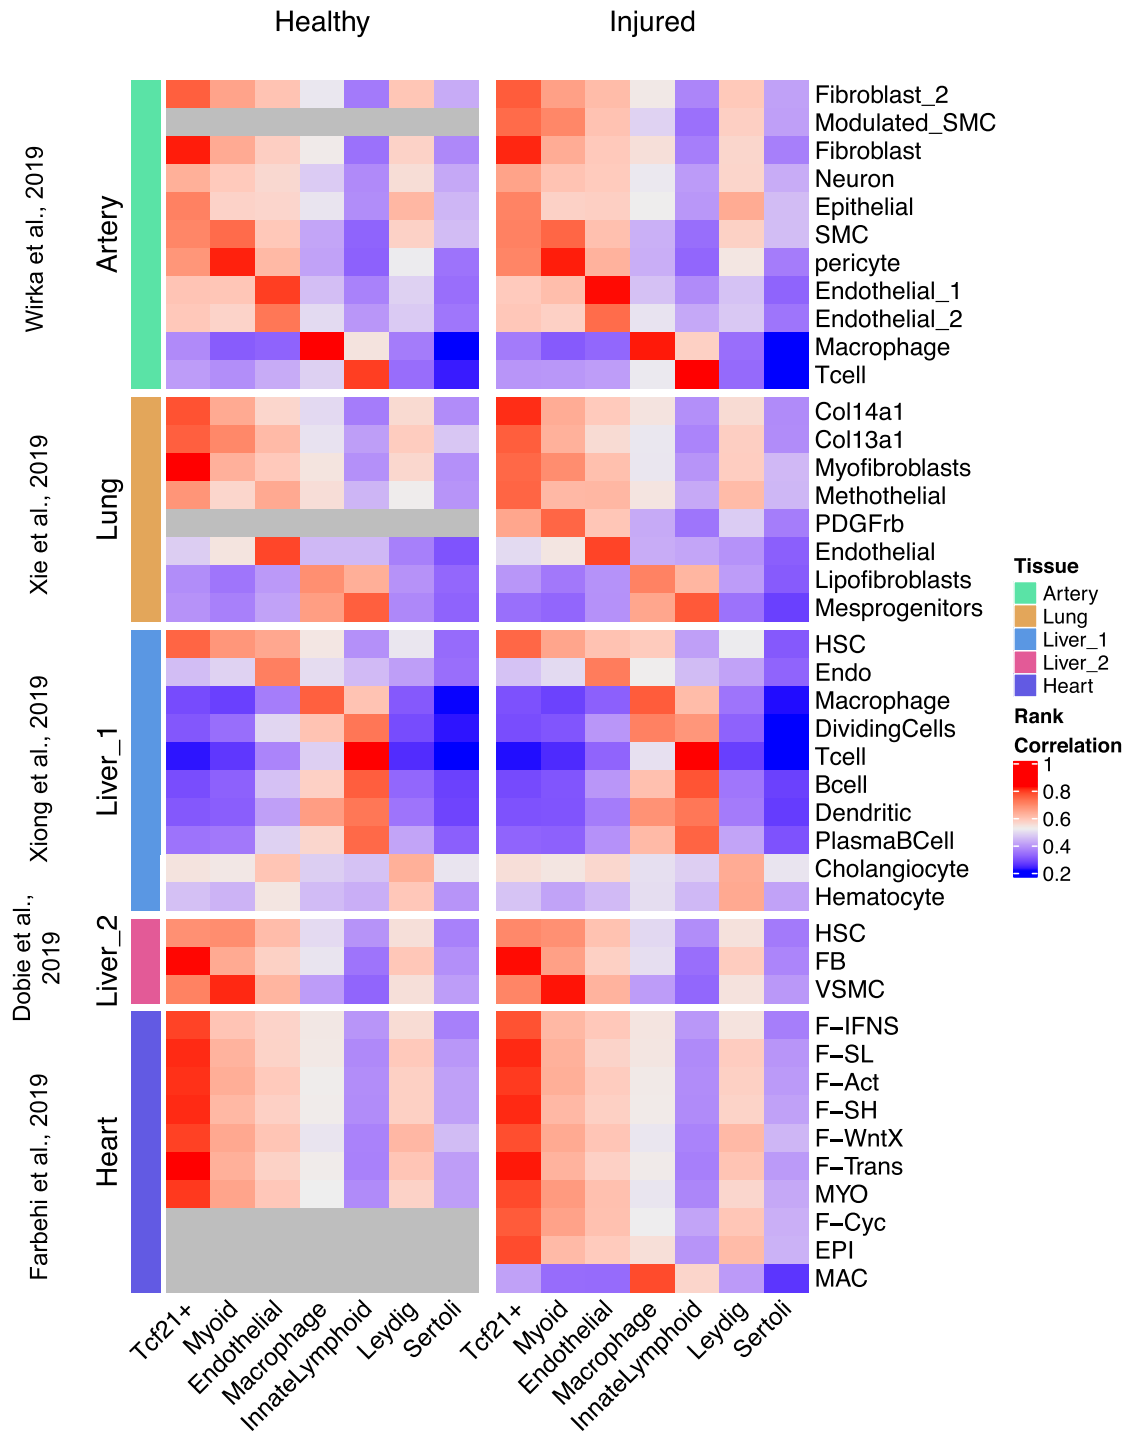 Healthy
Injured
Wirka et al., 2019
Artery
Fibroblast_2
Modulated_SMC
Fibroblast
Neuron
Epithelial
SMC
pericyte
Endothelial_1
Endothelial_2
Macrophage
Tcell
Xie et al., 2019
Lung
Col14a1
Col13a1
Myofibroblasts
Methothelial
PDGFrb
Endothelial
Lipofibroblasts
Mesprogenitors
Xiong et al., 2019
Liver_1
HSC
Endo
Macrophage
DividingCells
Tcell
Bcell
Dendritic
PlasmaBCell
Cholangiocyte
Hematocyte
Dobie et al.,
2019
Liver_2
HSC
FB
VSMC
Farbehi et al., 2019
Heart
F−IFNS
F−SL
F−Act
F−SH
F−WntX
F−Trans
MYO
F−Cyc
EPI
MAC
Tcf21+
Myoid
Endothelial
Macrophage
InnateLymphoid
Leydig
Sertoli
Tcf21+
Myoid
Endothelial
Macrophage
InnateLymphoid
Leydig
Sertoli
Tissue
Artery
Lung
Liver_1
Liver_2
Heart
Rank
Correlation
1
0.8
0.6
0.4
0.2